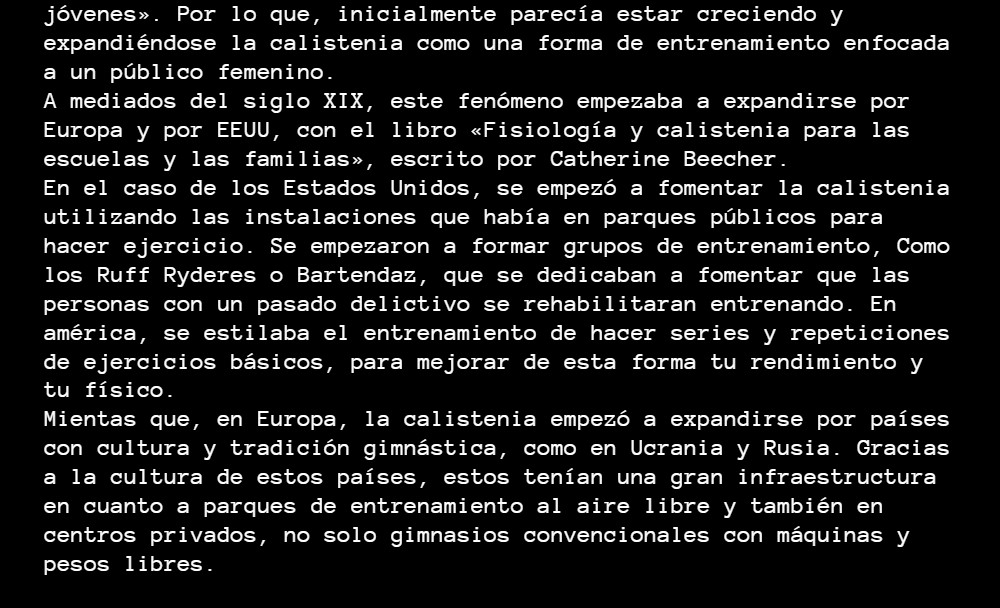 jóvenes». Por lo que, inicialmente parecía estar creciendo y
expandiéndose la calistenia como una forma de entrenamiento enfocada
a un público femenino.
A mediados del siglo XIX, este fenómeno empezaba a expandirse por
Europa y por EEUU, con el libro «Fisiología y calistenia para las
escuelas y las familias», escrito por Catherine Beecher.
En el caso de los Estados Unidos, se empezó a fomentar la calistenia
utilizando las instalaciones que había en parques públicos para
hacer ejercicio. Se empezaron a formar grupos de entrenamiento, Como
los Ruff Ryderes o Bartendaz, que se dedicaban a fomentar que las
personas con un pasado delictivo se rehabilitaran entrenando. En
américa, se estilaba el entrenamiento de hacer series y repeticiones
de ejercicios básicos, para mejorar de esta forma tu rendimiento y
tu físico.
Mientas que, en Europa, la calistenia empezó a expandirse por países
con cultura y tradición gimnástica, como en Ucrania y Rusia. Gracias
a la cultura de estos países, estos tenían una gran infraestructura
en cuanto a parques de entrenamiento al aire libre y también en
centros privados, no solo gimnasios convencionales con máquinas y
pesos libres.